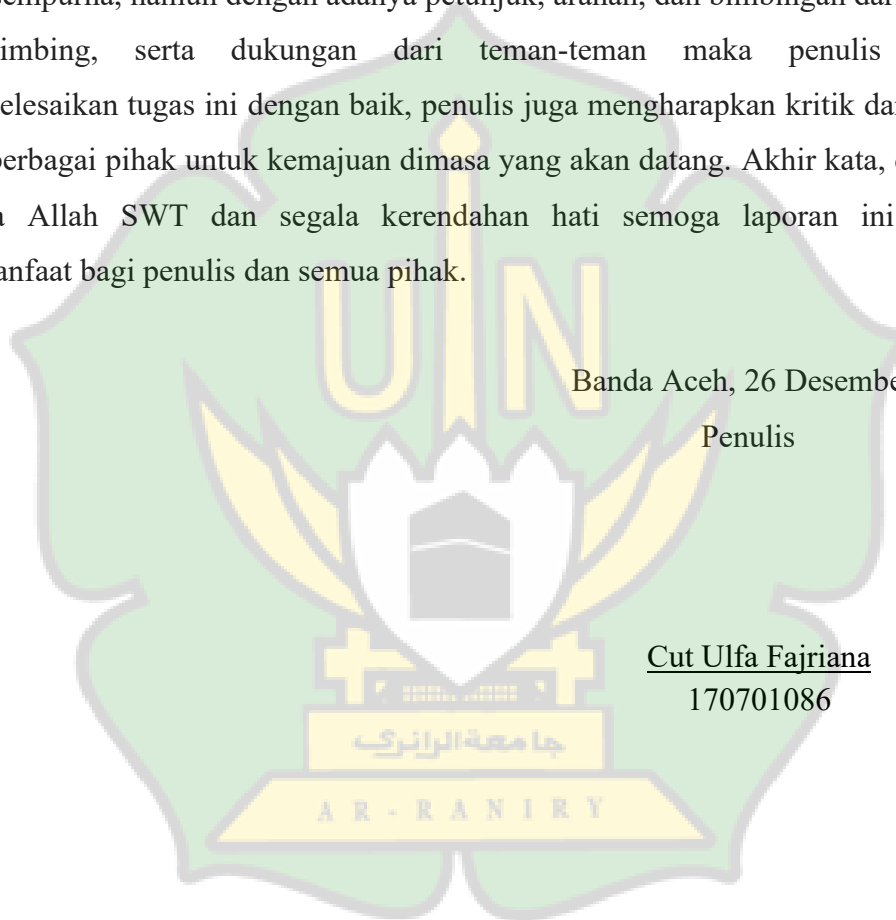 sempurna, namun dengan adanya petunjuk, arahan, dan bimbingan dar
imbing, serta dukungan dari teman-teman maka penulis
elesaikan tugas ini dengan baik, penulis juga mengharapkan kritik da
berbagai pihak untuk kemajuan dimasa yang akan datang. Akhir kata,
a Allah SWT dan segala kerendahan hati semoga laporan ini
anfaat bagi penulis dan semua pihak.
UIN
Banda Aceh, 26 Desembe
Penulis
Cut Ulfa Fajriana
170701086
جامعة الرانري
AR-RANIRY